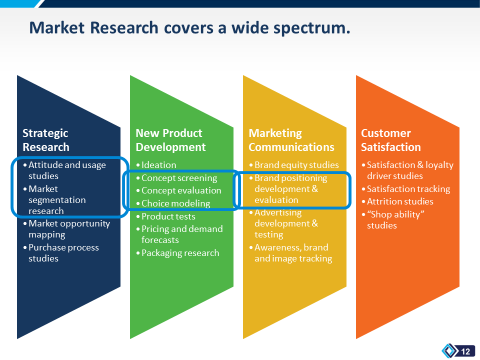 Market Research covers a wide spectrum.
Strategic
Research
•Attitude and usage
studies
•Market
segmentation
research
•Market opportunity
mapping
•Purchase process
studies
New Product
Development
•Ideation
•Concept screening
•Concept evaluation
•Choice modeling
•Product tests
•Pricing and demand
forecasts
•Packaging research
Marketing
Communications
•Brand equity studies
•Brand positioning
development &
evaluation
•Advertising
development &
testing
•Awareness, brand
and image tracking
Customer
Satisfaction
•Satisfaction & loyalty
driver studies
•Satisfaction tracking
•Attrition studies
•“Shop ability”
studies
12